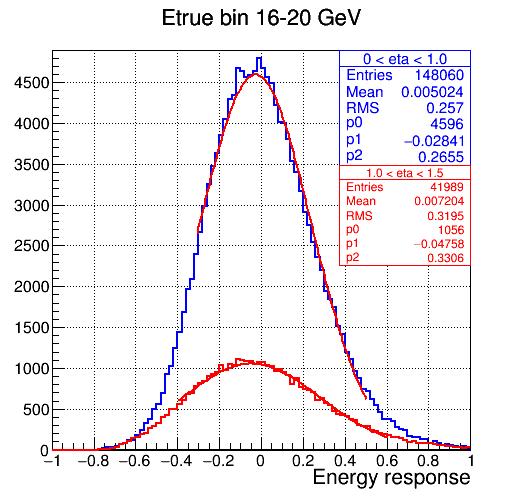 Etrue bin 16-20 GeV
0 < eta < 1.0
Entries 148060
Mean 0.005024
RMS 0.257
p0 4596
p1 −0.02841
p2 0.2655
1.0 < eta < 1.5
Entries 41989
Mean 0.007204
RMS 0.3195
p0 1056
p1 −0.04758
p2 0.3306
4500
4000
3500
3000
2500
2000
1500
1000
500
0
−1 −0.8 −0.6 −0.4 −0.2 0 0.2 0.4 0.6 0.8 1
Energy response